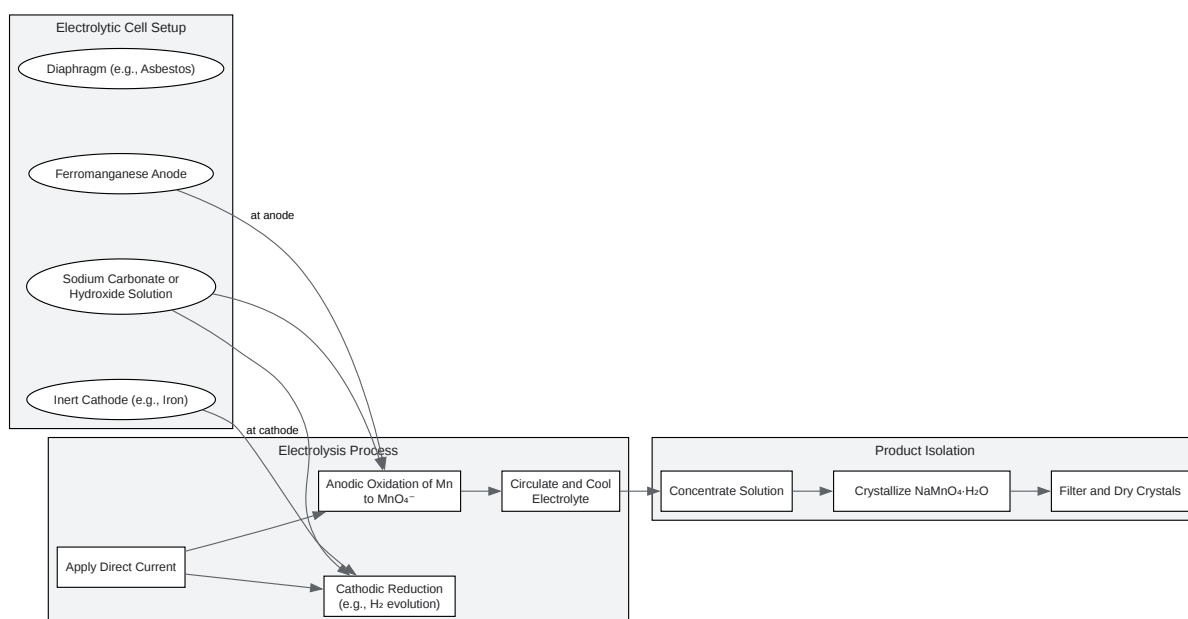 Electrolytic Cell Setup
Diaphragm (e.g., Asbestos)
Ferromanganese Anode
at anode
Sodium Carbonate or
Hydroxide Solution
Inert Cathode (e.g., Iron)
at cathode
Electrolysis Process
Anodic Oxidation of Mn
to MnO₄⁻
Circulate and Cool
Electrolyte
Apply Direct Current
Cathodic Reduction
(e.g., H₂ evolution)
Product Isolation
Concentrate Solution
Crystallize NaMnO₄·H₂O
Filter and Dry Crystals